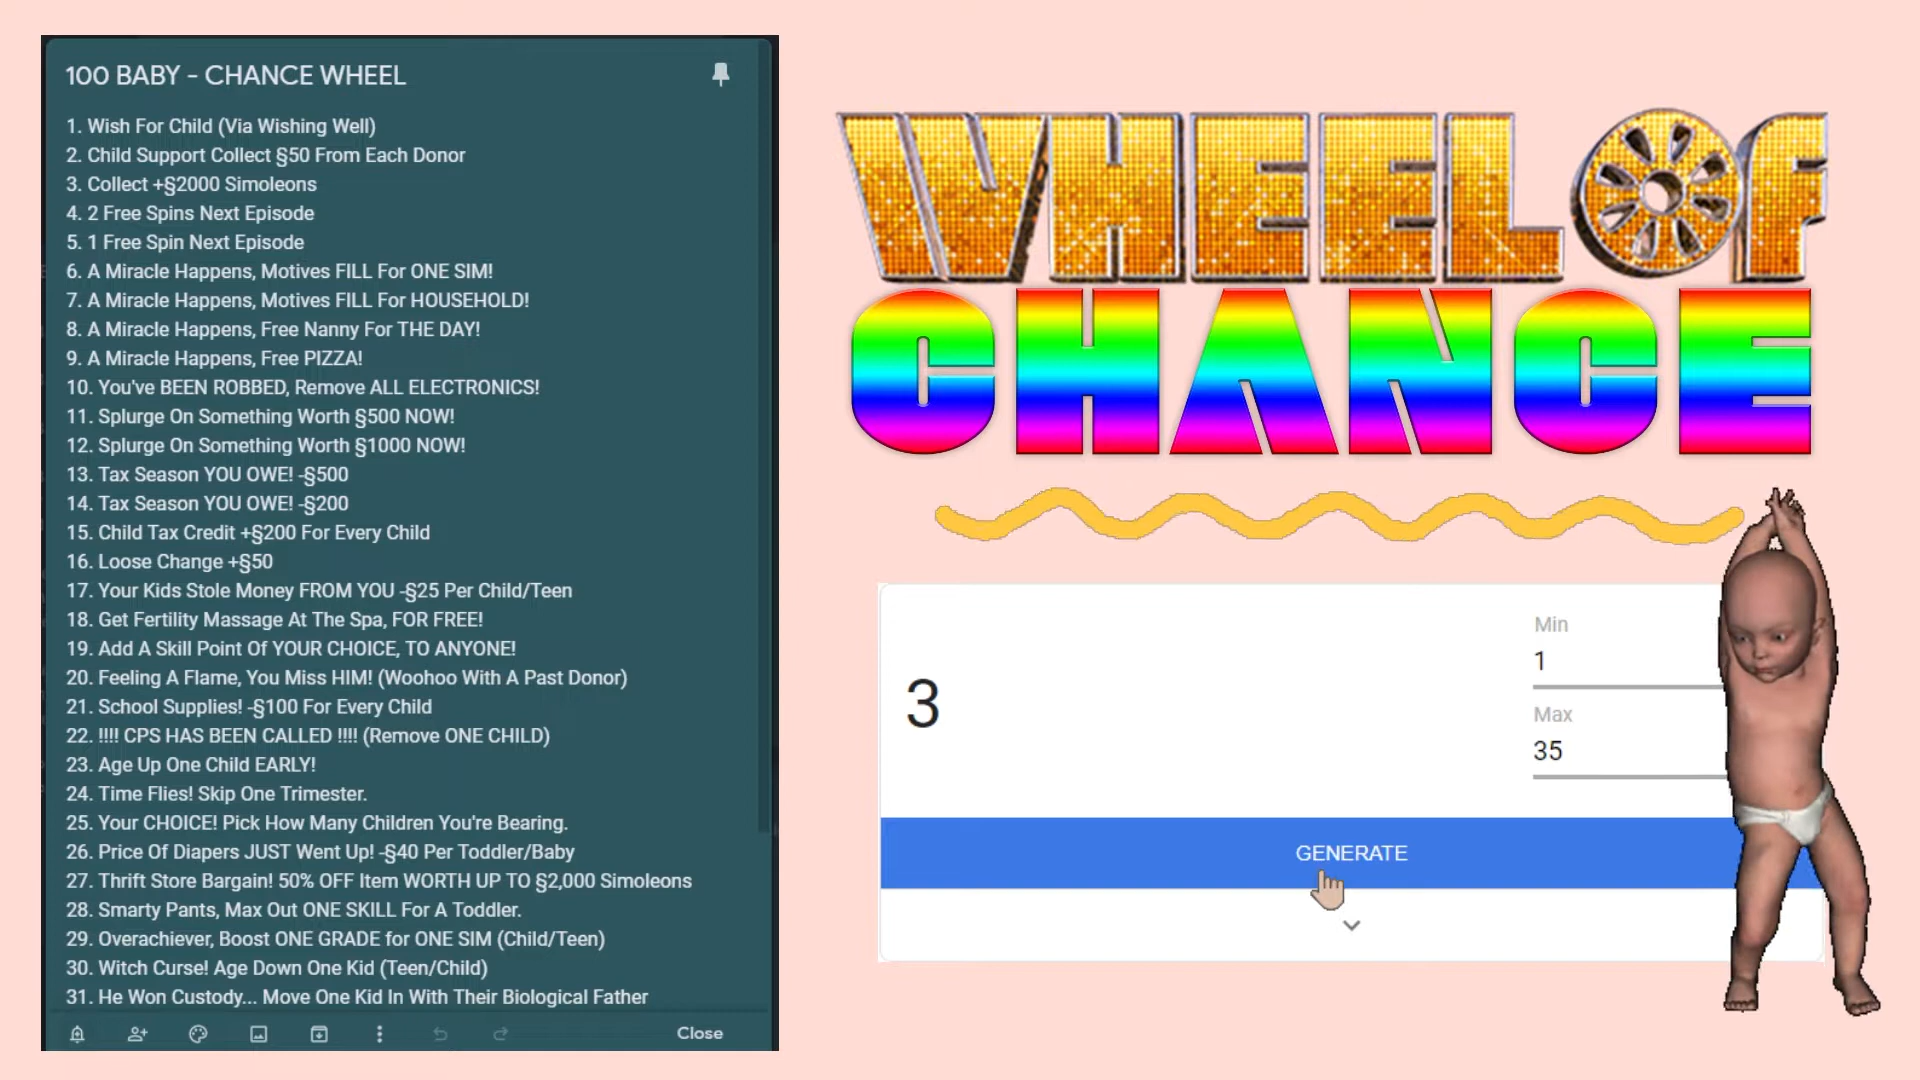 100 BABY - CHANCE WHEEL
1. Wish For Child (Via Wishing Well)
2. Child Support Collect §50 From Each Donor
3. Collect +§2000 Simoleons
4. 2 Free Spins Next Episode
5. 1 Free Spin Next Episode
6. A Miracle Happens, Motives FILL For ONE SIM!
7. A Miracle Happens, Motives FILL For HOUSEHOLD!
8. A Miracle Happens, Free Nanny For THE DAY!
9. A Miracle Happens, Free PIZZA!
10. You've BEEN ROBBED, Remove ALL ELECTRONICS!
11. Splurge On Something Worth §500 NOW!
12. Splurge On Something Worth §1000 NOW!
13. Tax Season YOU OWE! -§500
14. Tax Season YOU OWE! -§200
15. Child Tax Credit +§200 For Every Child
16. Loose Change +§50
17. Your Kids Stole Money FROM YOU -§25 Per Child/Teen
18. Get Fertility Massage At The Spa, FOR FREE!
19. Add A Skill Point Of YOUR CHOICE, TO ANYONE!
20. Feeling A Flame, You Miss HIM! (Woohoo With A Past Donor)
21. School Supplies! -§100 For Every Child
22. !!!! CPS HAS BEEN CALLED !!!! (Remove ONE CHILD)
23. Age Up One Child EARLY!
24. Time Flies! Skip One Trimester.
25. Your CHOICE! Pick How Many Children You're Bearing.
26. Price Of Diapers JUST Went Up! -§40 Per Toddler/Baby
27. Thrift Store Bargain! 50% OFF Item WORTH UP TO §2,000 Simoleons
28. Smarty Pants, Max Out ONE SKILL For A Toddler.
29. Overachiever, Boost ONE GRADE for ONE SIM (Child/Teen)
30. Witch Curse! Age Down One Kid (Teen/Child)
31. He Won Custody... Move One Kid In With Their Biological Father
Close
WHEEL OF
CHANCE
3
Min
1
Max
35
GENERATE